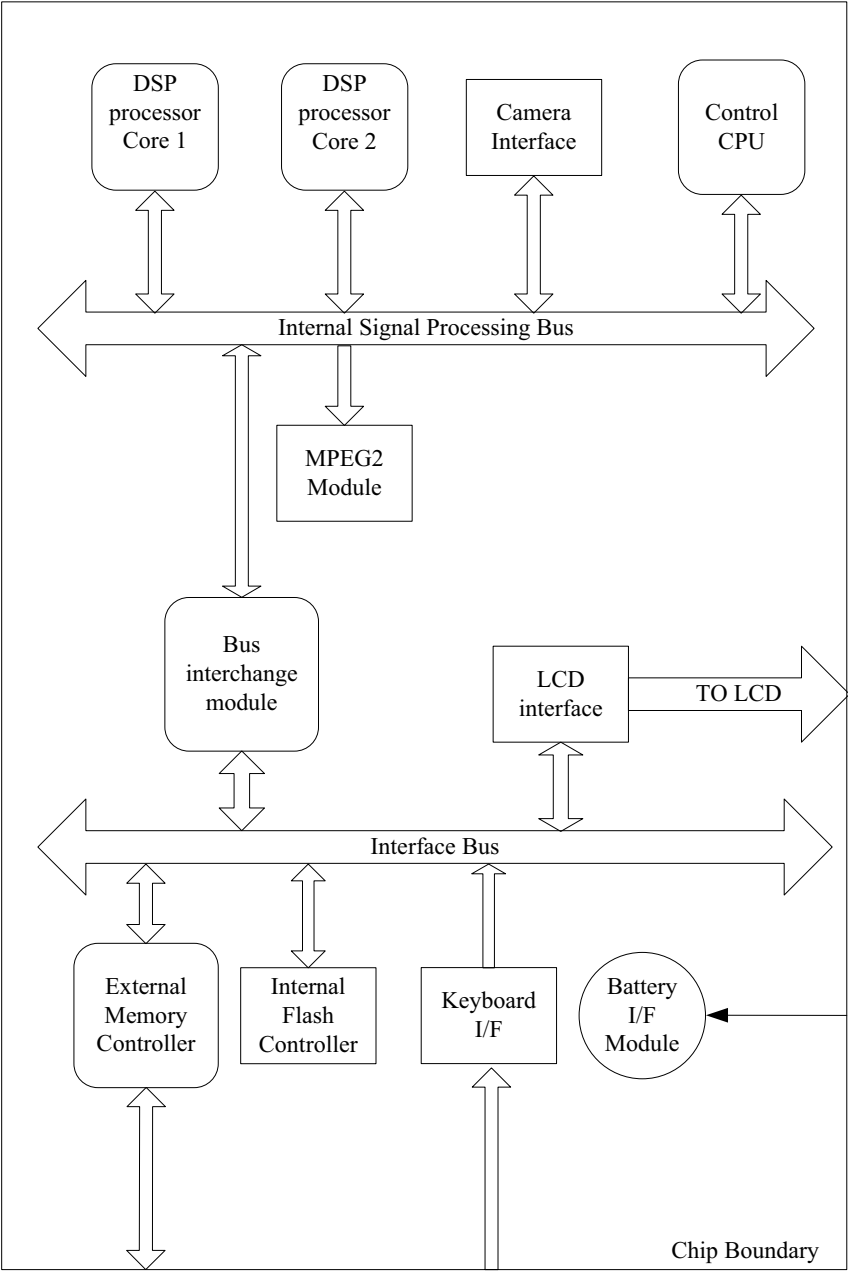 DSP
processor
Core 1
DSP
processor
Core 2
Camera
Interface
Control
CPU
Internal Signal Processing Bus
MPEG2
Module
Bus
interchange
module
LCD
interface
TO LCD
Interface Bus
External
Memory
Controller
Internal
Flash
Controller
Keyboard
I/F
Battery
I/F
Module
Chip Boundary